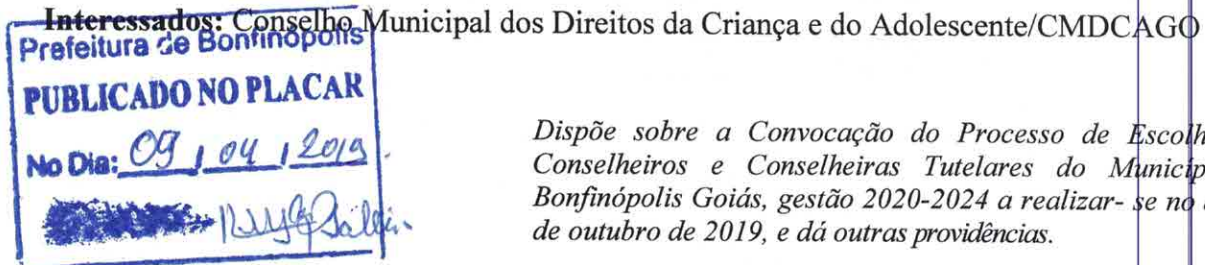 Interessados: Conselho Municipal dos Direitos da Criança e do Adolescente/CMDCAGO
Prefeitura de Bonfinópolis
PUBLICADO NO PLACAR
No Dia: 09 / 04 / 2019
Dispõe sobre a Convocação do Processo de Escolh
Conselheiros e Conselheiras Tutelares do Municíp
Bonfinópolis Goiás, gestão 2020-2024 a realizar- se no
de outubro de 2019, e dá outras providências.